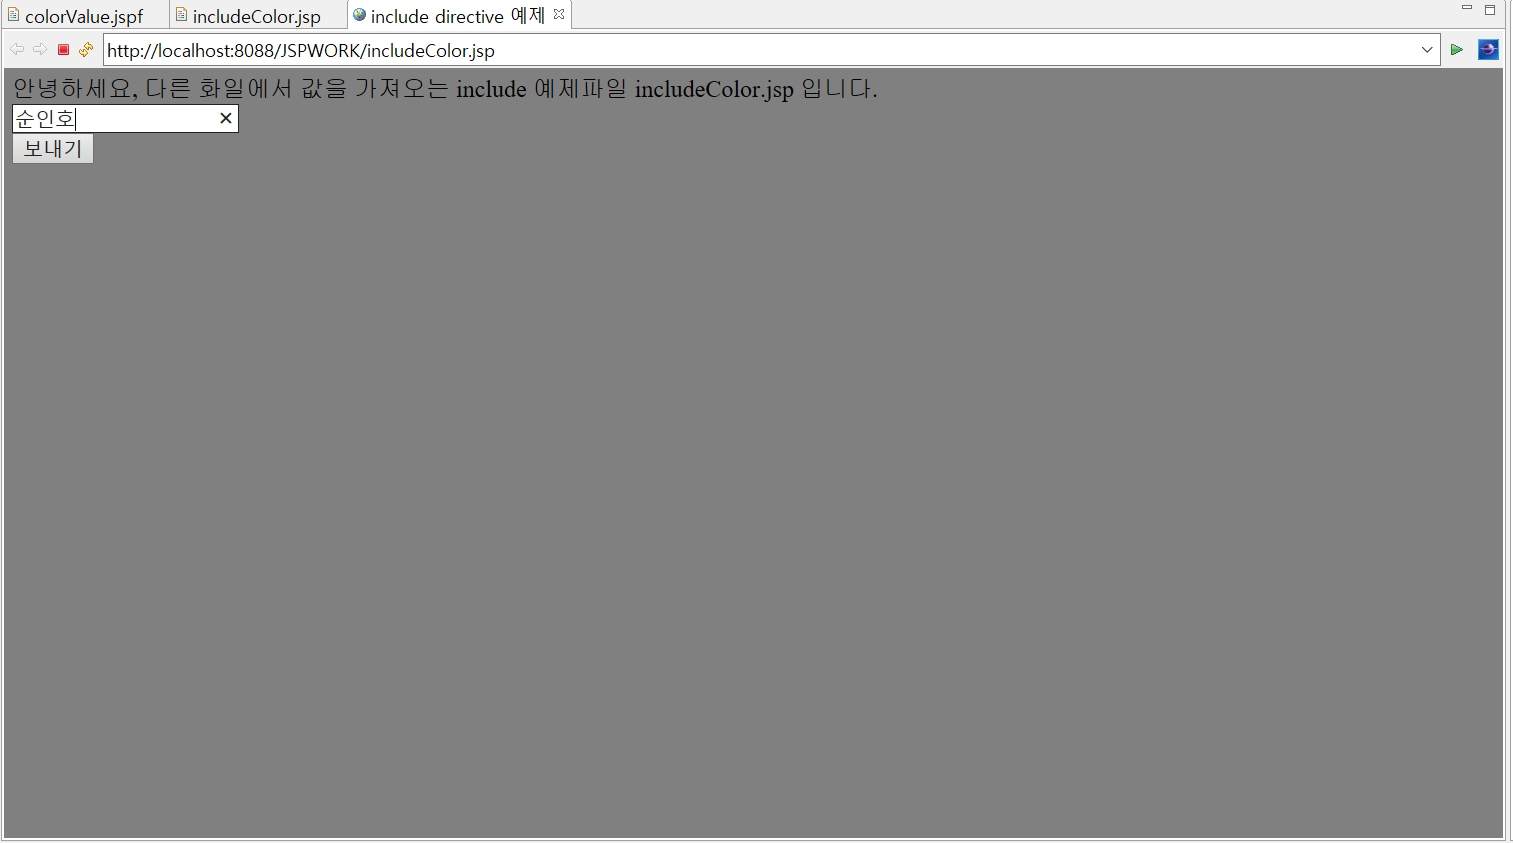 colorValue.jspf includeColor.jsp include directive 예제
http://localhost:8088/JSPWORK/includeColor.jsp
안녕하세요, 다른 화일에서 값을 가져오는 include 예제파일 includeColor.jsp 입니다.
순인호
보내기